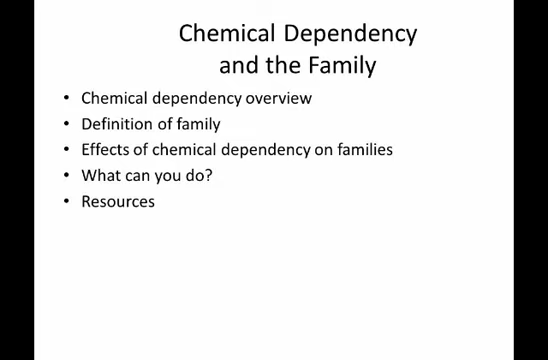 Chemical Dependency
and the Family
• Chemical dependency overview
• Definition of family
• Effects of chemical dependency on families
• What can you do?
• Resources